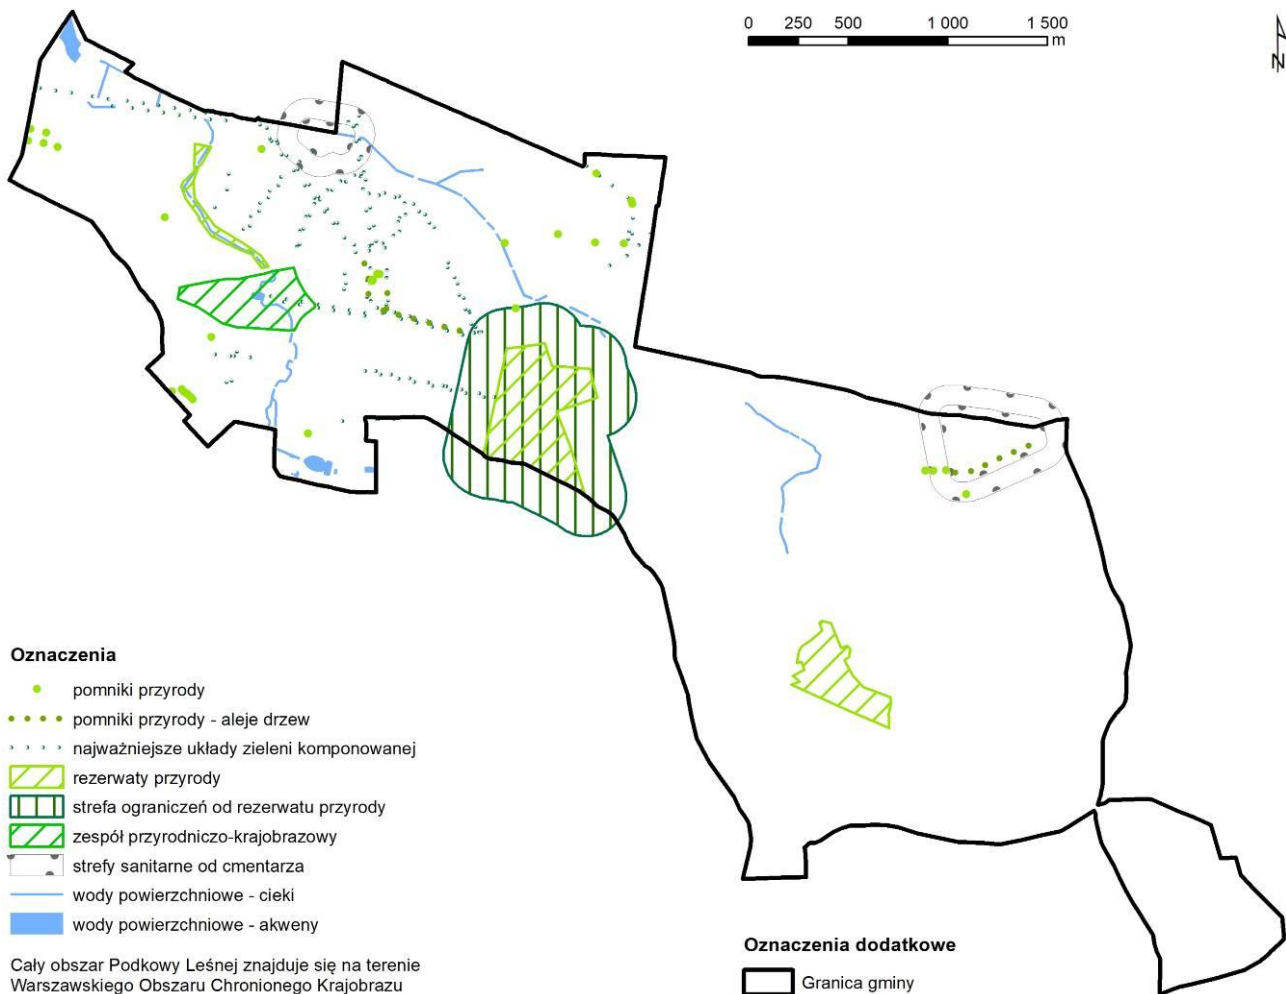 0 250 500 1 000 1 500
m
N
Oznaczenia
pomniki przyrody
pomniki przyrody - aleje drzew
najważniejsze układy zieleni komponowanej
rezerwaty przyrody
strefa ograniczeń od rezerwatu przyrody
zespół przyrodniczo-krajobrazowy
strefy sanitarne od cmentarza
wody powierzchniowe - cieki
wody powierzchniowe - akweny
Cały obszar Podkowy Leśnej znajduje się na terenie
Warszawskiego Obszaru Chronionego Krajobrazu
Oznaczenia dodatkowe
Granica gminy